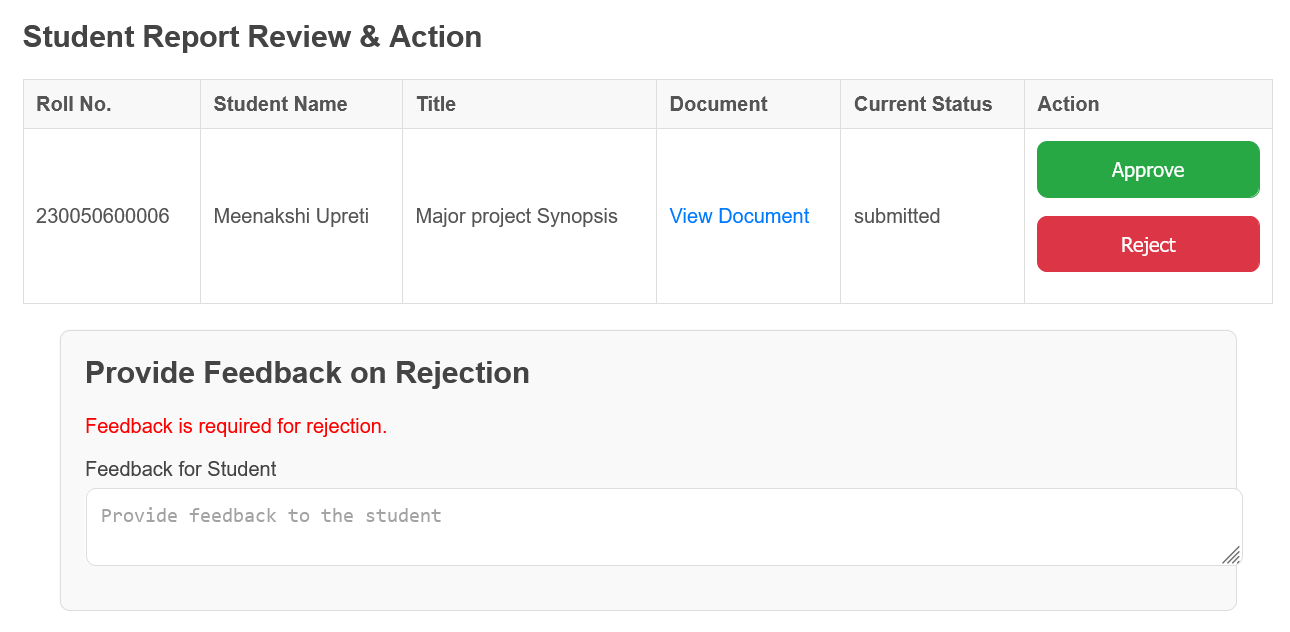 Student Report Review & Action
Roll No. Student Name Title Document Current Status Action
Approve
230050600006 Meenakshi Upreti Major project Synopsis View Document submitted
Reject
Provide Feedback on Rejection
Feedback is required for rejection.
Feedback for Student
Provide feedback to the student